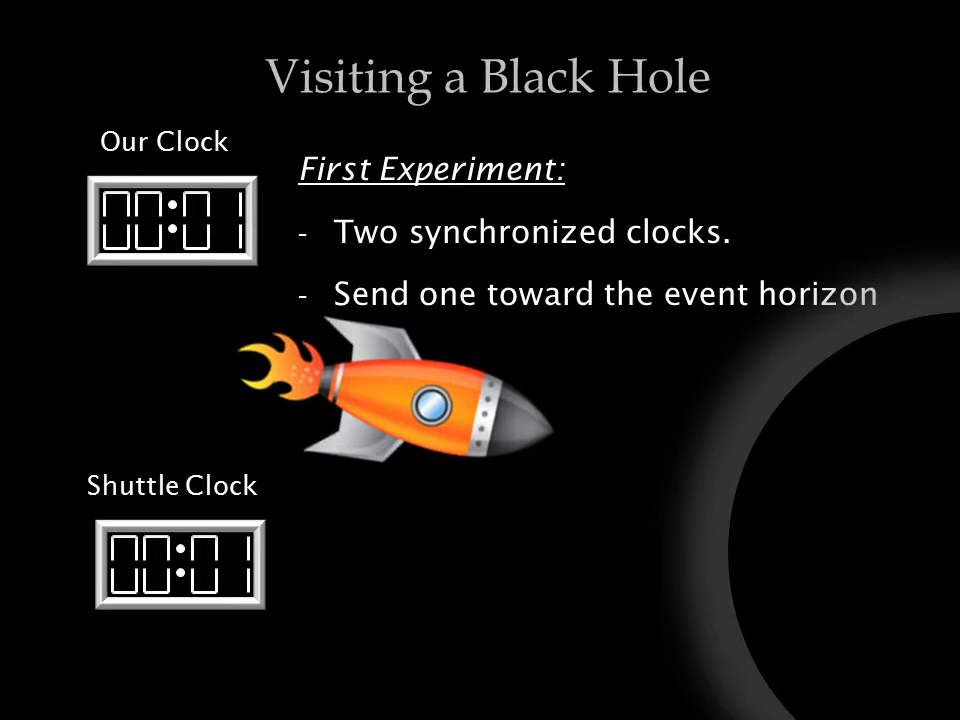 Visiting a Black Hole
Our Clock
00:01
First Experiment:
- Two synchronized clocks.
- Send one toward the event horizon
Shuttle Clock
00:01